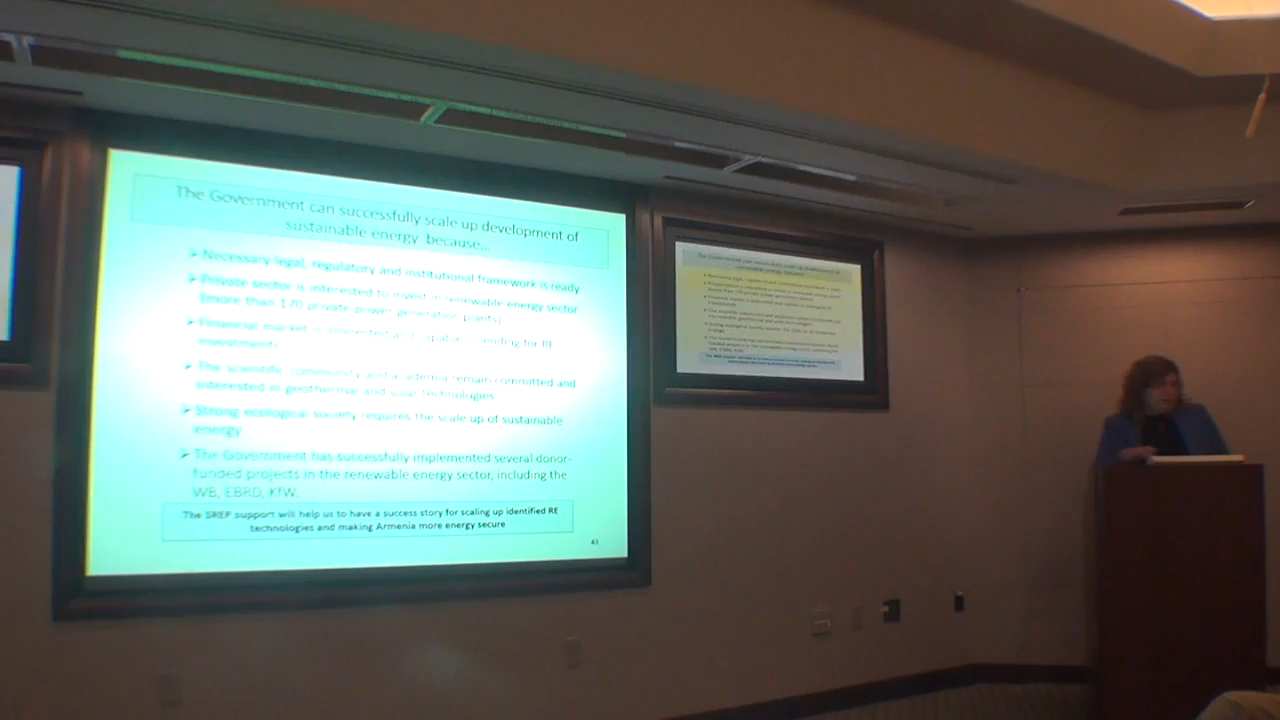 The Government can successfully scale up development of
sustainable energy because...
➢ Necessary legal, regulatory and institutional framework is ready
➢ Private sector is interested to invest in renewable energy sector
(more than 170 private power generation plants)
➢ Financial market is interested and lending for RE
investments
➢ The scientific community and academia remain committed and
interested in geothermal and solar technologies
➢ Strong ecological society requires the scale up of sustainable
energy
➢ The Government has successfully implemented several donor-
funded projects in the renewable energy sector, including the
WB, EBRD, KfW.
The SREP support will help us to have a success story for scaling up identified RE
technologies and making Armenia more energy secure
43